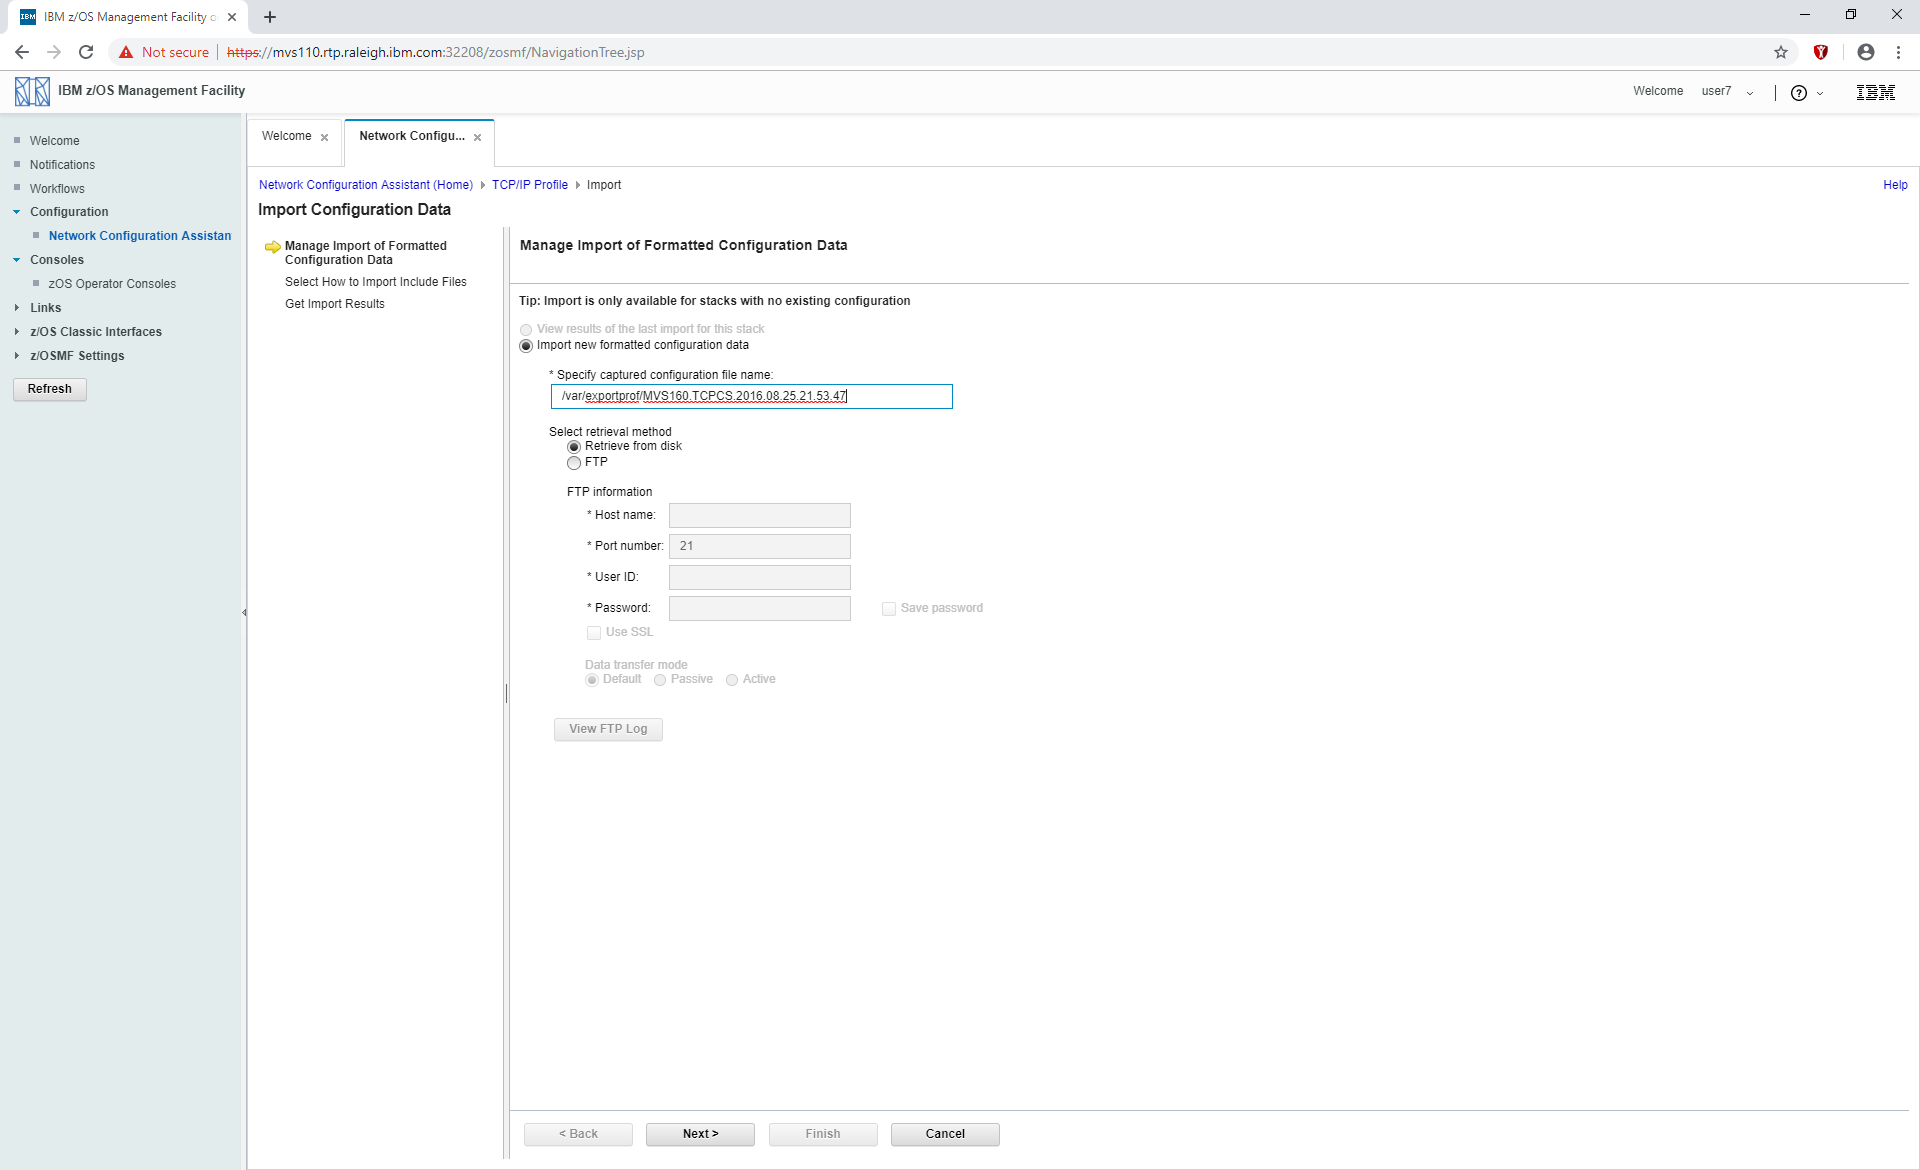 IBM z/OS Management Facility o
Not secure
https://mvs110.rtp.raleigh.ibm.com:32208/zosmf/NavigationTree.jsp
IBM z/OS Management Facility
Welcome user7
IBM
Welcome
Notifications
Workflows
Configuration
Network Configuration Assistan
Consoles
zOS Operator Consoles
Links
z/OS Classic Interfaces
z/OSMF Settings
Refresh
Welcome
Network Configu...
Network Configuration Assistant (Home) TCP/IP Profile Import
Help
Import Configuration Data
Manage Import of Formatted
Configuration Data
Select How to Import Include Files
Get Import Results
Manage Import of Formatted Configuration Data
Tip: Import is only available for stacks with no existing configuration
View results of the last import for this stack
Import new formatted configuration data
* Specify captured configuration file name:
/var/exportprof/MVS160.TCPCS.2016.08.25.21.53.47
Select retrieval method
Retrieve from disk
FTP
FTP information
* Host name:
* Port number: 21
* User ID:
* Password:
Save password
Use SSL
Data transfer mode
Default Passive Active
View FTP Log
< Back Next > Finish Cancel